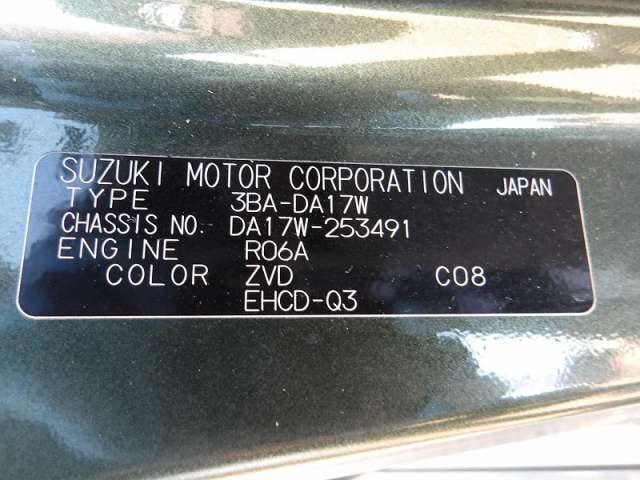 SUZUKI MOTOR CORPORATION JAPAN
TYPE 3BA-DA17W
CHASSIS NO. DA17W-253491
ENGINE R06A
COLOR ZVD C08
EHCD-Q3